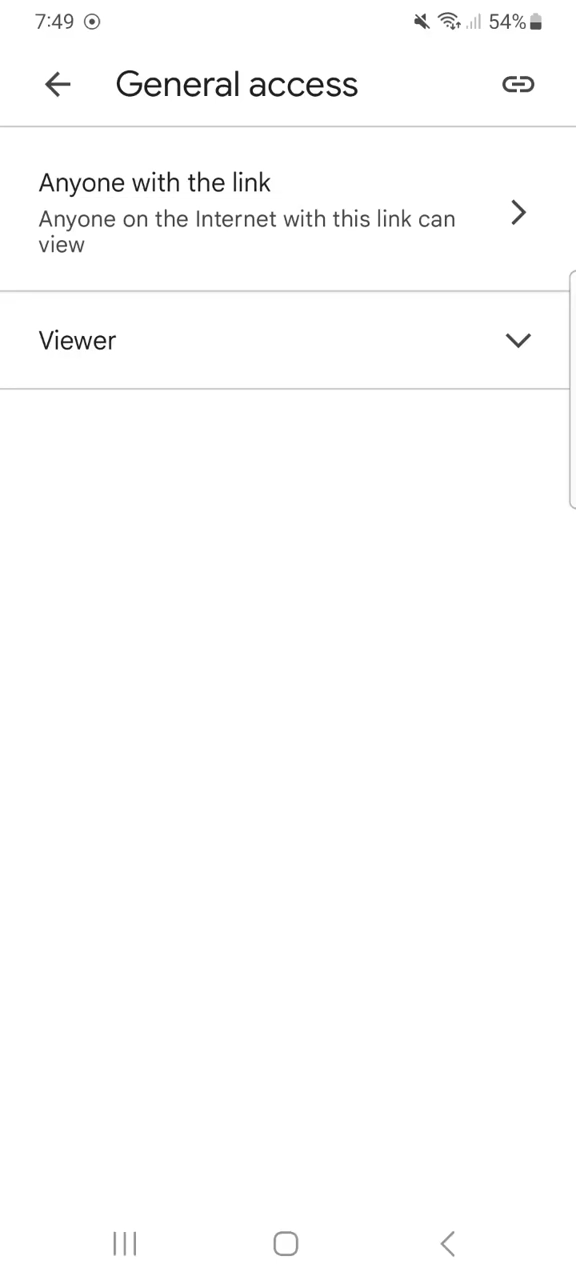 7:49
54%
General access
Anyone with the link
Anyone on the Internet with this link can
view
Viewer